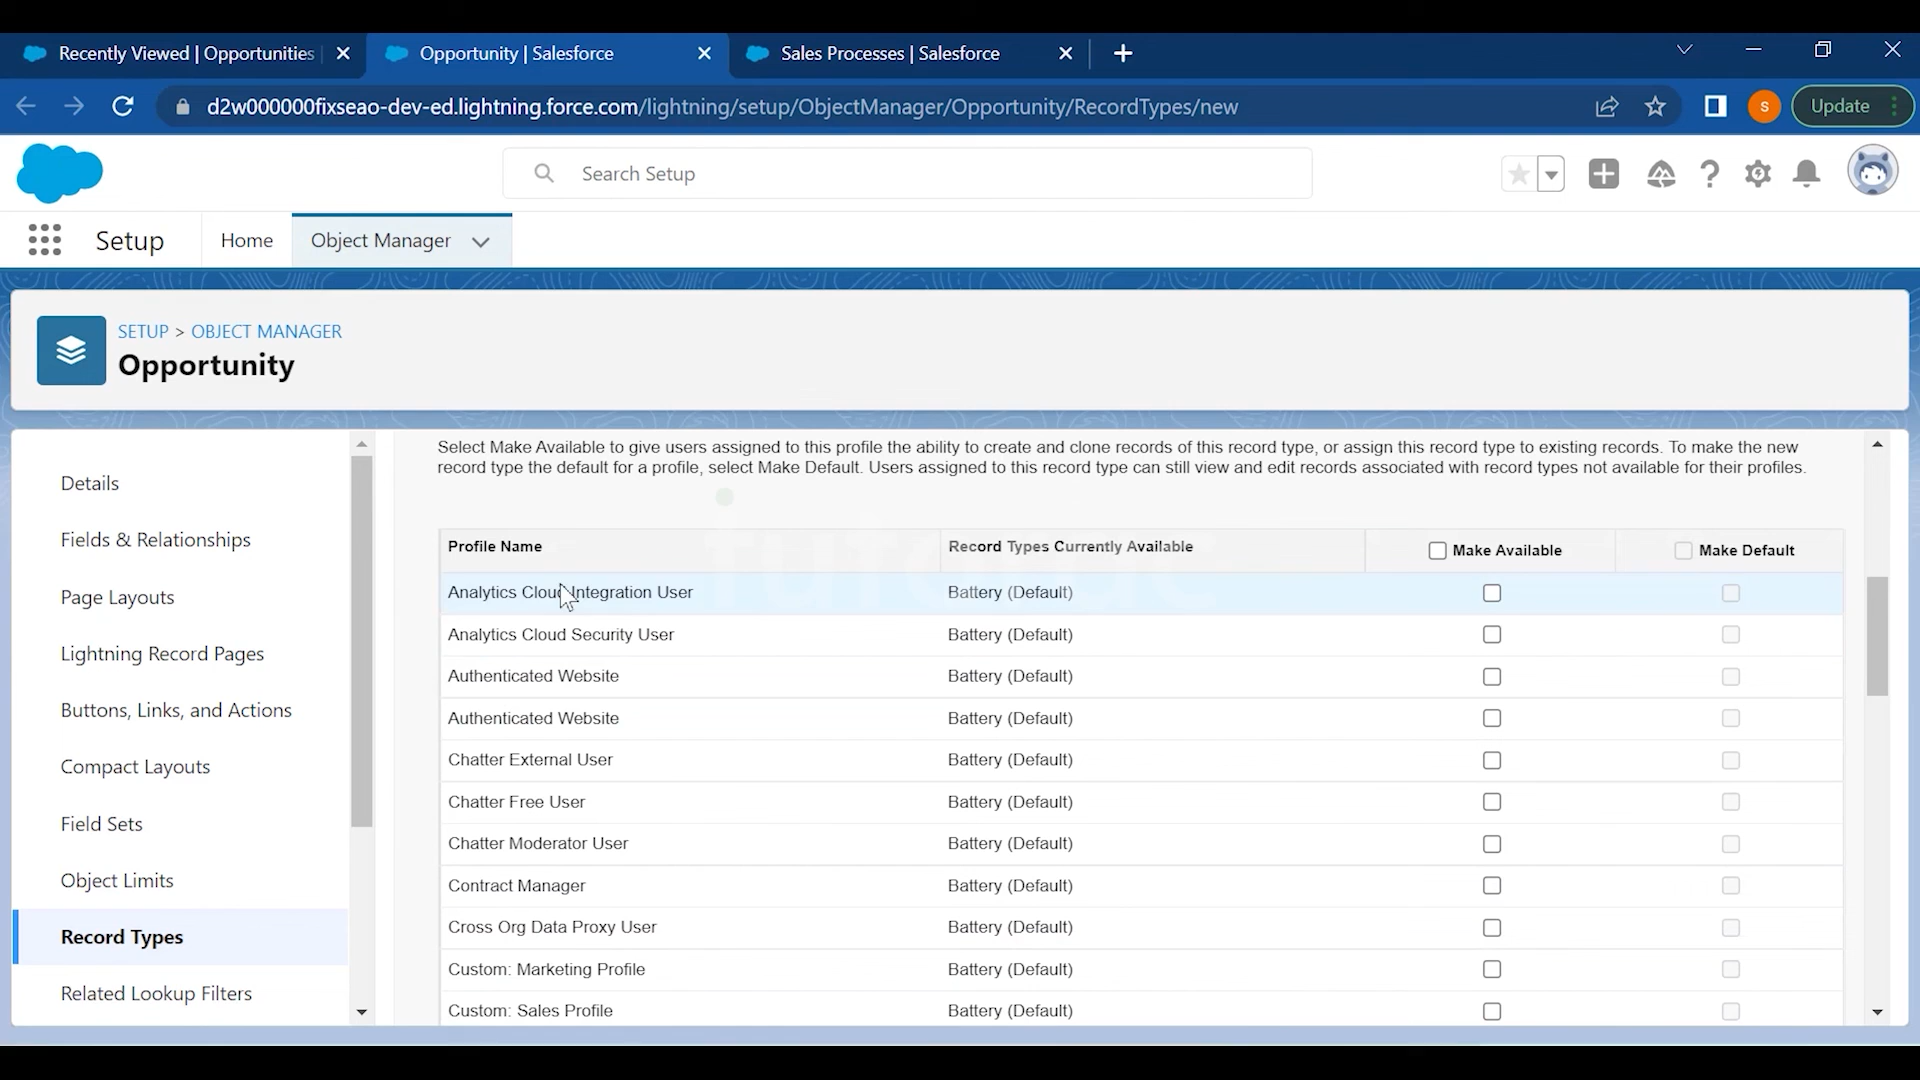 Recently Viewed | Opportunities
Opportunity | Salesforce
Sales Processes | Salesforce
d2w000000fixseao-dev-ed.lightning.force.com/lightning/setup/ObjectManager/Opportunity/RecordTypes/new
S
Update
Search Setup
Setup
Home
Object Manager
SETUP > OBJECT MANAGER
Opportunity
Details
Fields & Relationships
Page Layouts
Lightning Record Pages
Buttons, Links, and Actions
Compact Layouts
Field Sets
Object Limits
Record Types
Related Lookup Filters
Select Make Available to give users assigned to this profile the ability to create and clone records of this record type, or assign this record type to existing records. To make the new
record type the default for a profile, select Make Default. Users assigned to this record type can still view and edit records associated with record types not available for their profiles.
Profile Name Record Types Currently Available Make Available Make Default
Analytics Cloud Integration User Battery (Default)
Analytics Cloud Security User Battery (Default)
Authenticated Website Battery (Default)
Authenticated Website Battery (Default)
Chatter External User Battery (Default)
Chatter Free User Battery (Default)
Chatter Moderator User Battery (Default)
Contract Manager Battery (Default)
Cross Org Data Proxy User Battery (Default)
Custom: Marketing Profile Battery (Default)
Custom: Sales Profile Battery (Default)